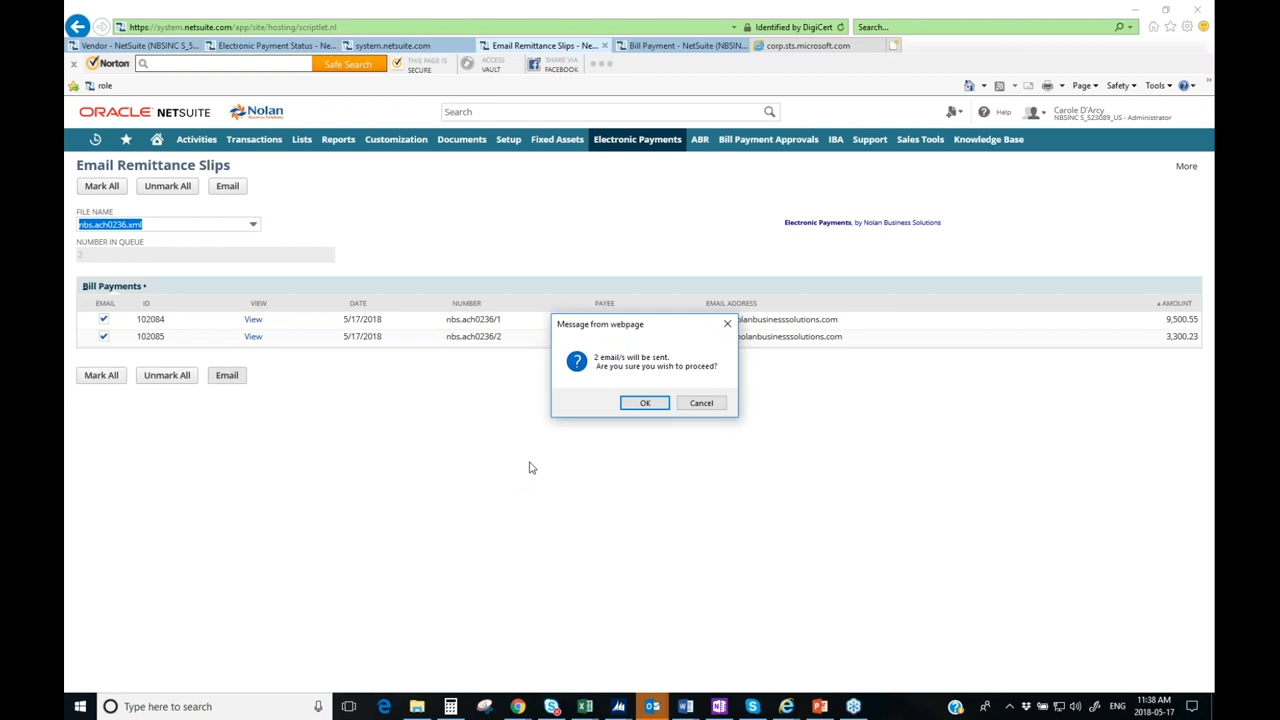 https://system.netsuite.com/app/site/hosting/scriptlet.nl
Identified by DigiCert
Search...
Vendor - NetSuite (NBSINC S_5...
Electronic Payment Status - Ne...
system.netsuite.com
Email Remittance Slips - Ne...
Bill Payment - NetSuite (NBSIN...
corp.sts.microsoft.com
Norton
Safe Search
THIS PAGE IS
SECURE
ACCESS
VAULT
SHARE VIA
FACEBOOK
role
Page
Safety
Tools
ORACLE NETSUITE
Nolan
Search
Help
Carole D'Arcy
NBSINC S_523089_US - Administrator
Activities Transactions Lists Reports Customization Documents Setup Fixed Assets Electronic Payments ABR Bill Payment Approvals IBA Support Sales Tools Knowledge Base
Email Remittance Slips
More
Mark All
Unmark All
Email
FILE NAME
nbs.ach0236.xml
Electronic Payments, by Nolan Business Solutions
NUMBER IN QUEUE
2
Bill Payments •
EMAIL ID VIEW DATE NUMBER PAYEE EMAIL ADDRESS AMOUNT
102084 View 5/17/2018 nbs.ach0236/1 olanbusinesssolutions.com 9,500.55
102085 View 5/17/2018 nbs.ach0236/2 nolanbusinesssolutions.com 3,300.23
Mark All
Unmark All
Email
Message from webpage
2 email/s will be sent.
Are you sure you wish to proceed?
OK
Cancel
Type here to search
ENG
11:38 AM
2018-05-17